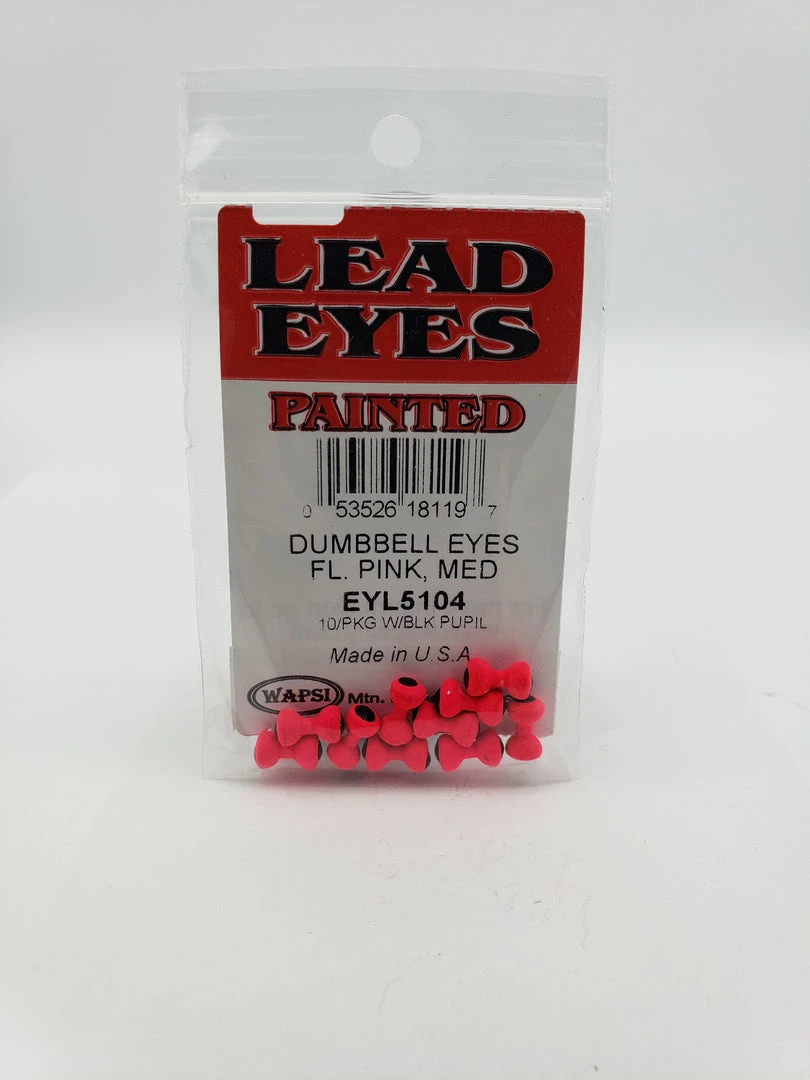 LEAD
EYES
PAINTED
0 53526 18119 7
DUMBBELL EYES
FL. PINK, MED
EYL5104
10/PKG W/BLK PUPIL
Made in U.S.A
WAPSI Mtn.